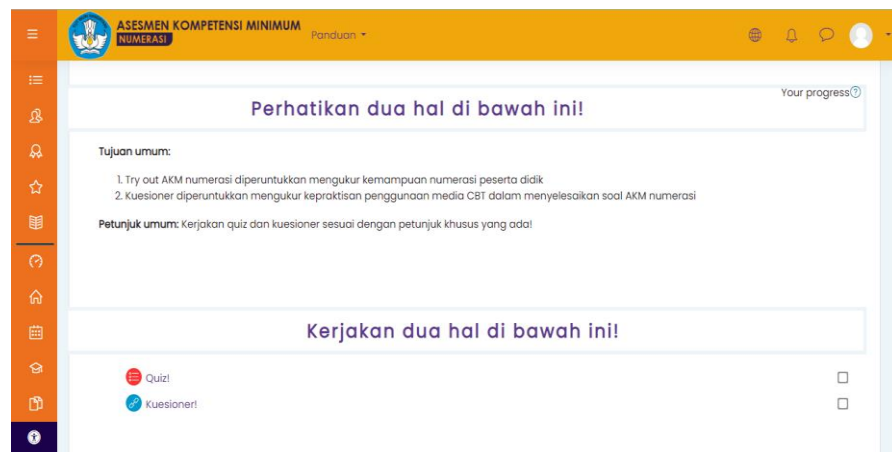 ASESMEN KOMPETENSI MINIMUM
NUMERASI
Panduan
Your progress
Perhatikan dua hal di bawah ini!
Tujuan umum:
1. Try out AKM numerasi diperuntukkan mengukur kemampuan numerasi peserta didik
2. Kuesioner diperuntukkan mengukur kepraktisan penggunaan media CBT dalam menyelesaikan soal AKM numerasi
Petunjuk umum: Kerjakan quiz dan kuesioner sesuai dengan petunjuk khusus yang ada!
Kerjakan dua hal di bawah ini!
Quiz!
Kuesioner!